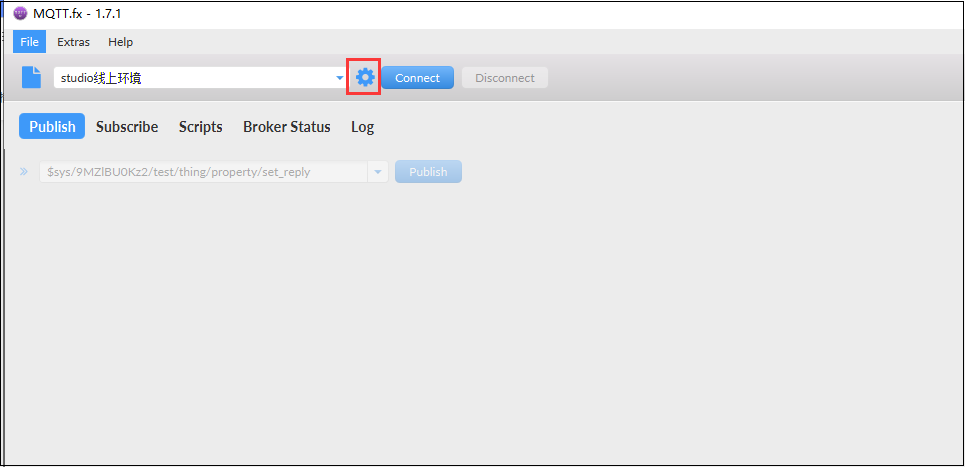 MQTT.fx - 1.7.1
File Extras Help
studio线上环境 Connect Disconnect
Publish Subscribe Scripts Broker Status Log
$sys/9MZlBU0Kz2/test/thing/property/set_reply Publish